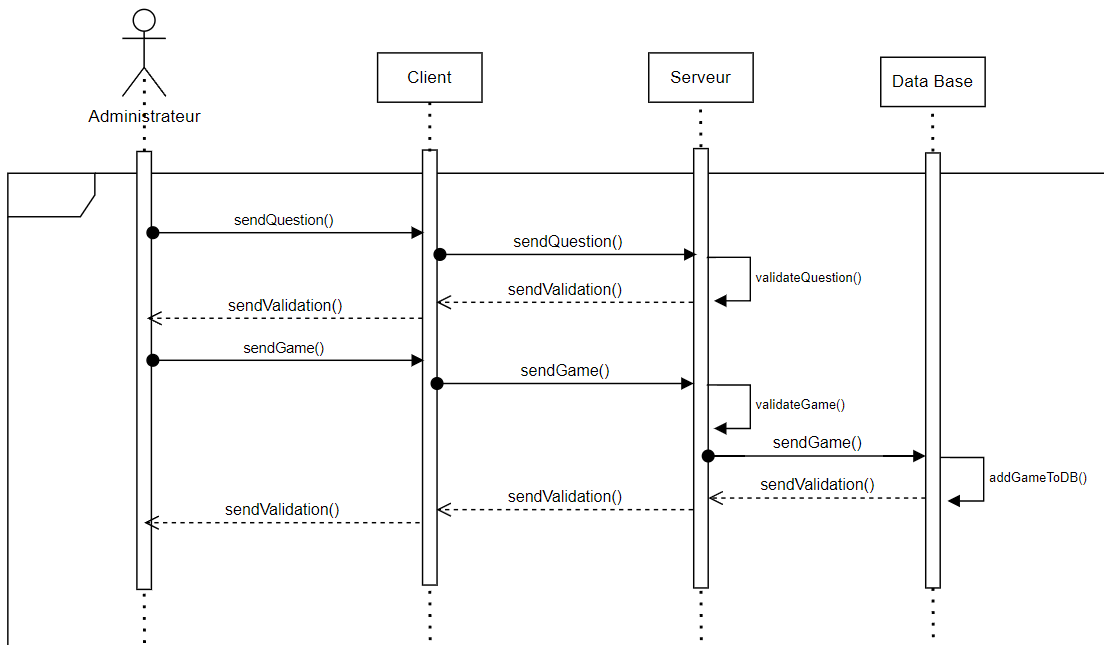 Client
Serveur
Data Base
Administrateur
sendQuestion()
sendQuestion()
validateQuestion()
sendValidation()
sendValidation()
sendGame()
sendGame()
validateGame()
sendGame()
addGameToDB()
sendValidation()
sendValidation()
sendValidation()